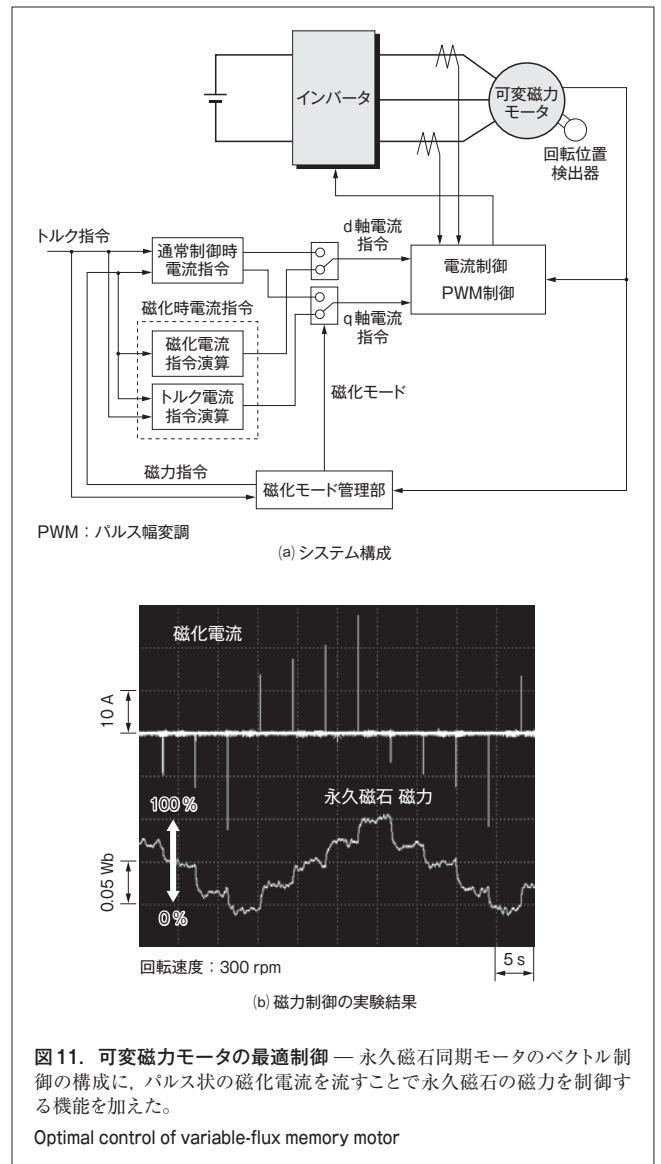 インバータ
可変磁力
モータ
回転位置
検出器
トルク指令
通常制御時
電流指令
d軸電流
指令
電流制御
PWM制御
磁化時電流指令
q軸電流
指令
磁化電流
指令演算
トルク電流
指令演算
磁化モード
磁力指令
磁化モード管理部
PWM：パルス幅変調
(a) システム構成
磁化電流
10 A
永久磁石 磁力
100 %
0.05 Wb
0 %
回転速度：300 rpm
5 s
(b) 磁力制御の実験結果
図11．可変磁力モータの最適制御 — 永久磁石同期モータのベクトル制
御の構成に，パルス状の磁化電流を流すことで永久磁石の磁力を制御す
る機能を加えた。
Optimal control of variable-flux memory motor